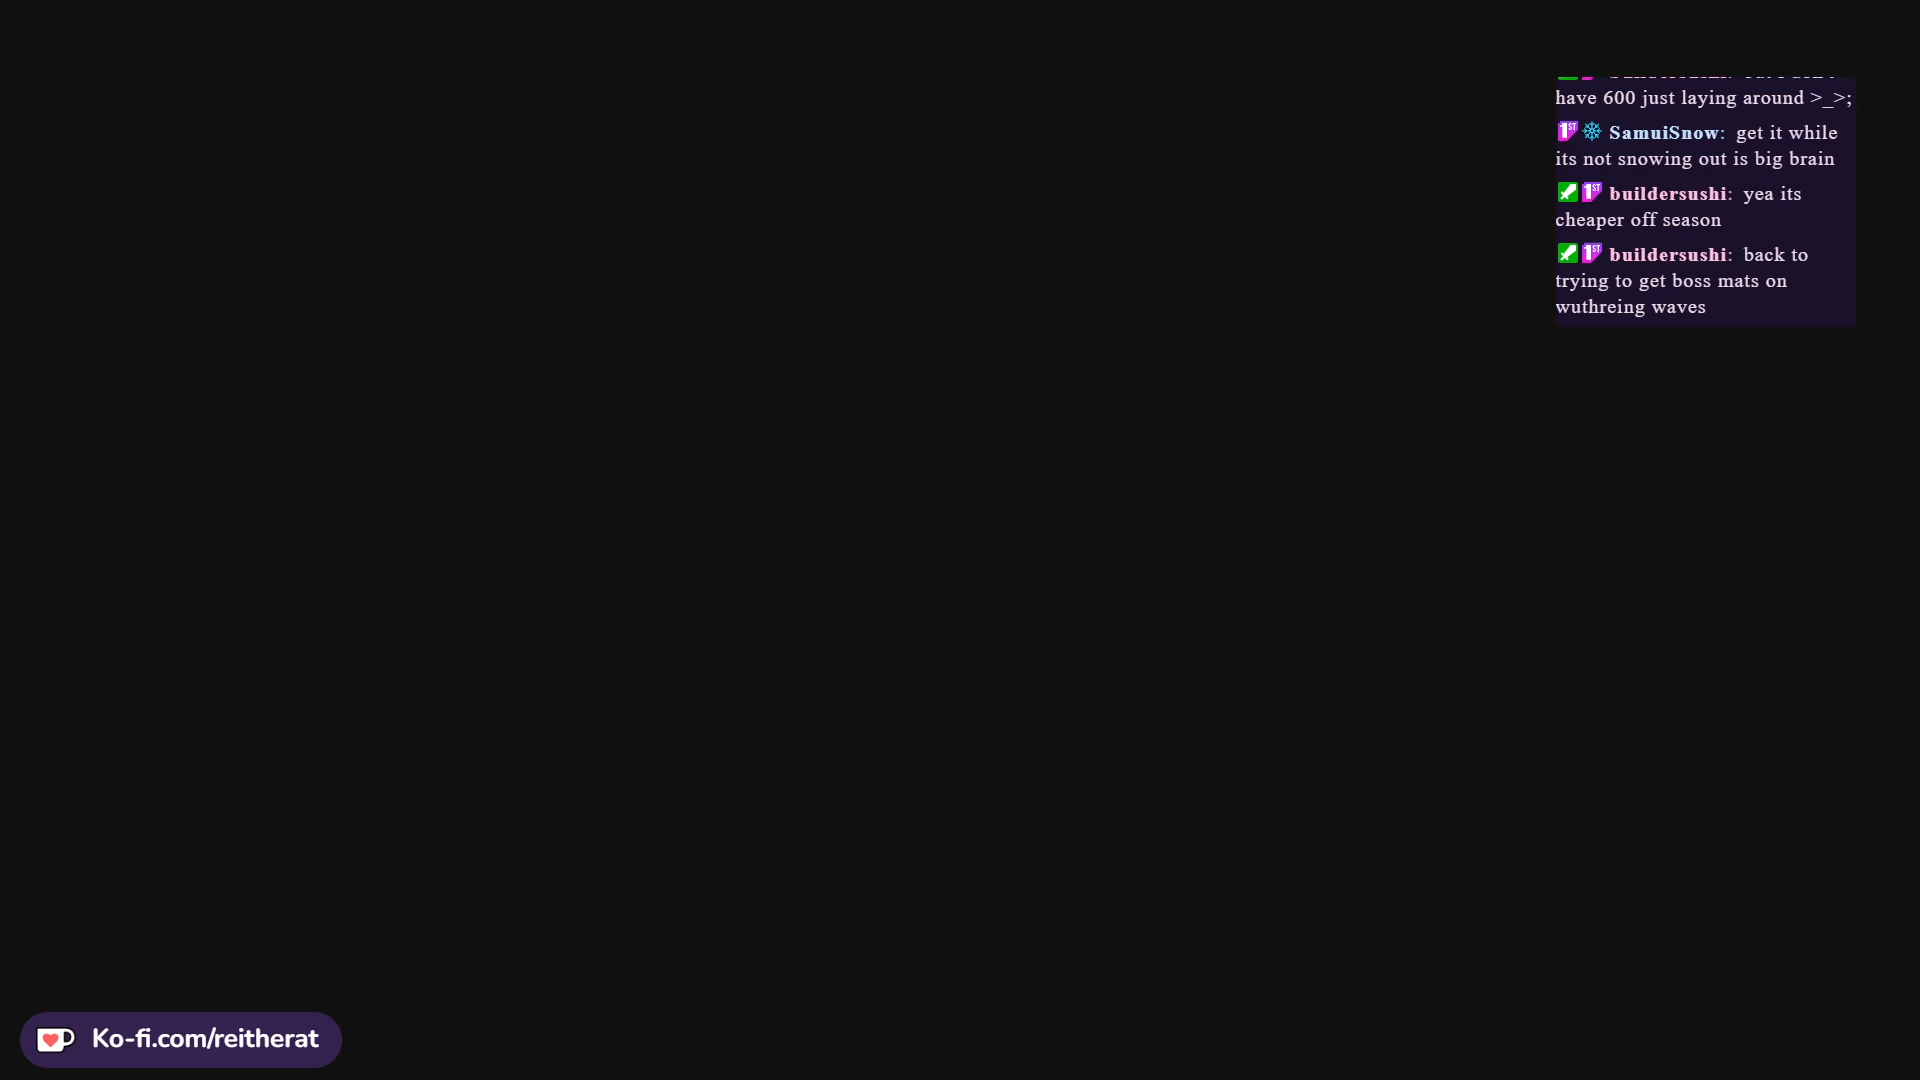 have 600 just laying around >_>;
SamuiSnow: get it while
its not snowing out is big brain
buildersushi: yea its
cheaper off season
buildersushi: back to
trying to get boss mats on
wuthreing waves
Ko-fi.com/reitherat